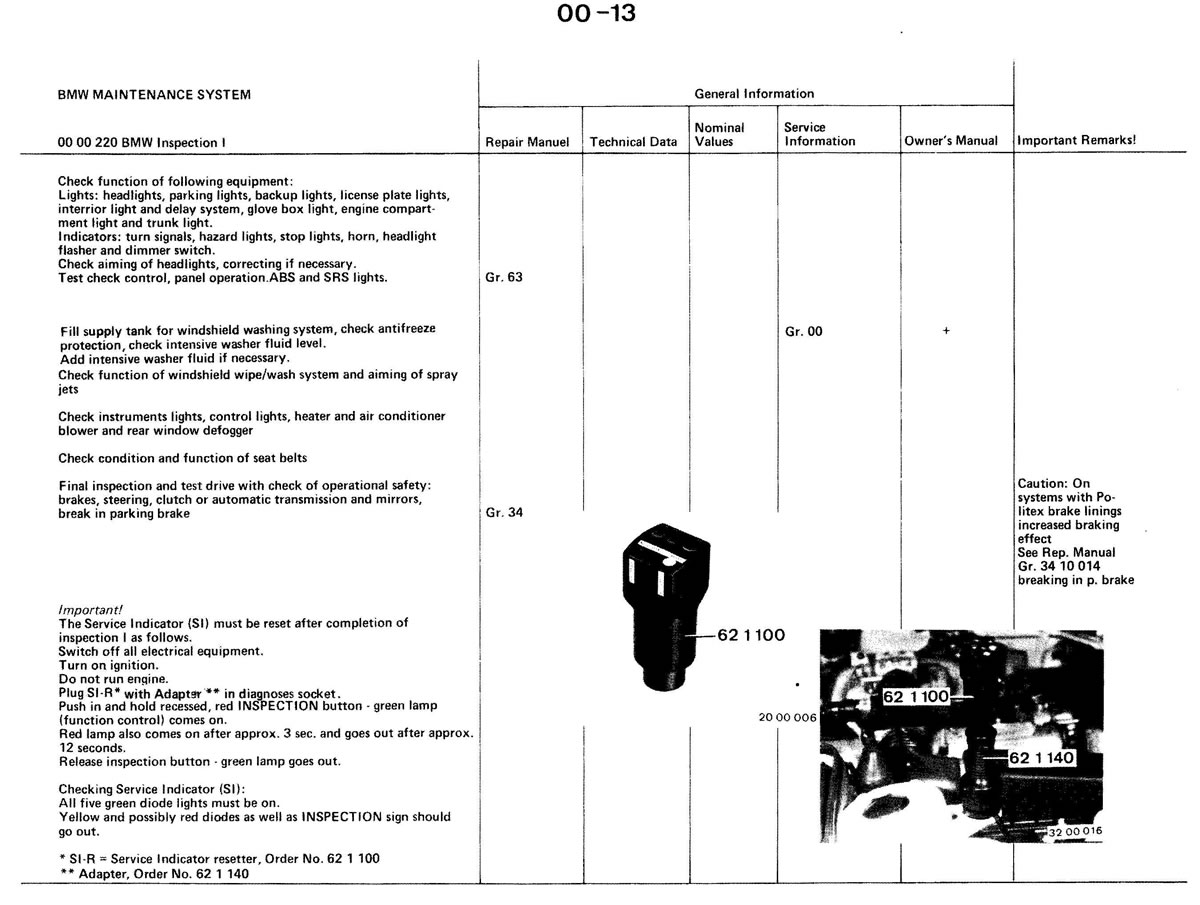 00-13
BMW MAINTENANCE SYSTEM
General Information
00 00 220 BMW Inspection I
Repair Manuel
Technical Data
Nominal
Values
Service
Information
Owner's Manual
Important Remarks!
Check function of following equipment:
Lights: headlights, parking lights, backup lights, license plate lights,
interrior light and delay system, glove box light, engine compart-
ment light and trunk light.
Indicators: turn signals, hazard lights, stop lights, horn, headlight
flasher and dimmer switch.
Check aiming of headlights, correcting if necessary.
Test check control, panel operation.ABS and SRS lights.
Gr. 63
Fill supply tank for windshield washing system, check antifreeze
protection, check intensive washer fluid level.
Add intensive washer fluid if necessary.
Gr. 00
+
Check function of windshield wipe/wash system and aiming of spray
jets
Check instruments lights, control lights, heater and air conditioner
blower and rear window defogger
Check condition and function of seat belts
Final inspection and test drive with check of operational safety:
brakes, steering, clutch or automatic transmission and mirrors,
break in parking brake
Gr. 34
Caution: On
systems with Po-
litex brake linings
increased braking
effect
See Rep. Manual
Gr. 34 10 014
breaking in p. brake
Important!
The Service Indicator (SI) must be reset after completion of
inspection I as follows.
Switch off all electrical equipment.
Turn on ignition.
Do not run engine.
Plug SI-R* with Adapter ** in diagnoses socket.
Push in and hold recessed, red INSPECTION button - green lamp
(function control) comes on.
Red lamp also comes on after approx. 3 sec. and goes out after approx.
12 seconds.
Release inspection button - green lamp goes out.
Checking Service Indicator (SI):
All five green diode lights must be on.
Yellow and possibly red diodes as well as INSPECTION sign should
go out.
* SI-R = Service Indicator resetter, Order No. 62 1 100
** Adapter, Order No. 62 1 140
62 1 100
20 00 006
62 1 100
62 1 140
32 00 016